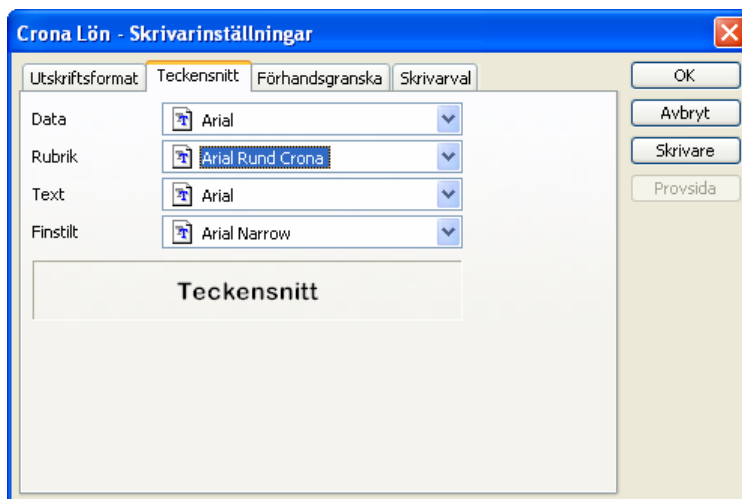 Crona Lön - Skrivarinställningar
Utskriftsformat Teckensnitt Förhandsgranska Skrivarval
Data Arial
Rubrik Arial Rund Crona
Text Arial
Finstilt Arial Narrow
Teckensnitt
OK
Avbryt
Skrivare
Provsida